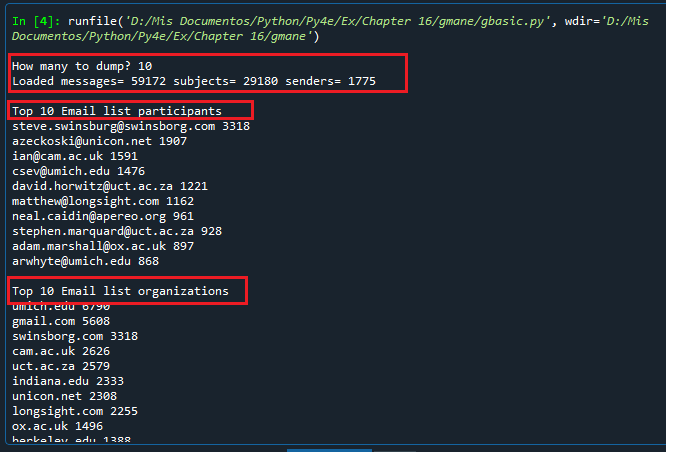 In [4]: runfile('D:/Mis Documentos/Python/Py4e/Ex/Chapter 16/gmane/gbasic.py', wdir='D:/Mis
Documentos/Python/Py4e/Ex/Chapter 16/gmane')
How many to dump? 10
Loaded messages= 59172 subjects= 29180 senders= 1775
Top 10 Email list participants
steve.swinsburg@swinsborg.com 3318
azeckoski@unicon.net 1907
ian@cam.ac.uk 1591
csev@umich.edu 1476
david.horwitz@uct.ac.za 1221
matthew@longsight.com 1162
neal.caidin@apereo.org 961
stephen.marquard@uct.ac.za 928
adam.marshall@ox.ac.uk 897
arwhyte@umich.edu 868
Top 10 Email list organizations
umich.edu 6790
gmail.com 5608
swinsborg.com 3318
cam.ac.uk 2626
uct.ac.za 2579
indiana.edu 2333
unicon.net 2308
longsight.com 2255
ox.ac.uk 1496
berkeley.edu 1388